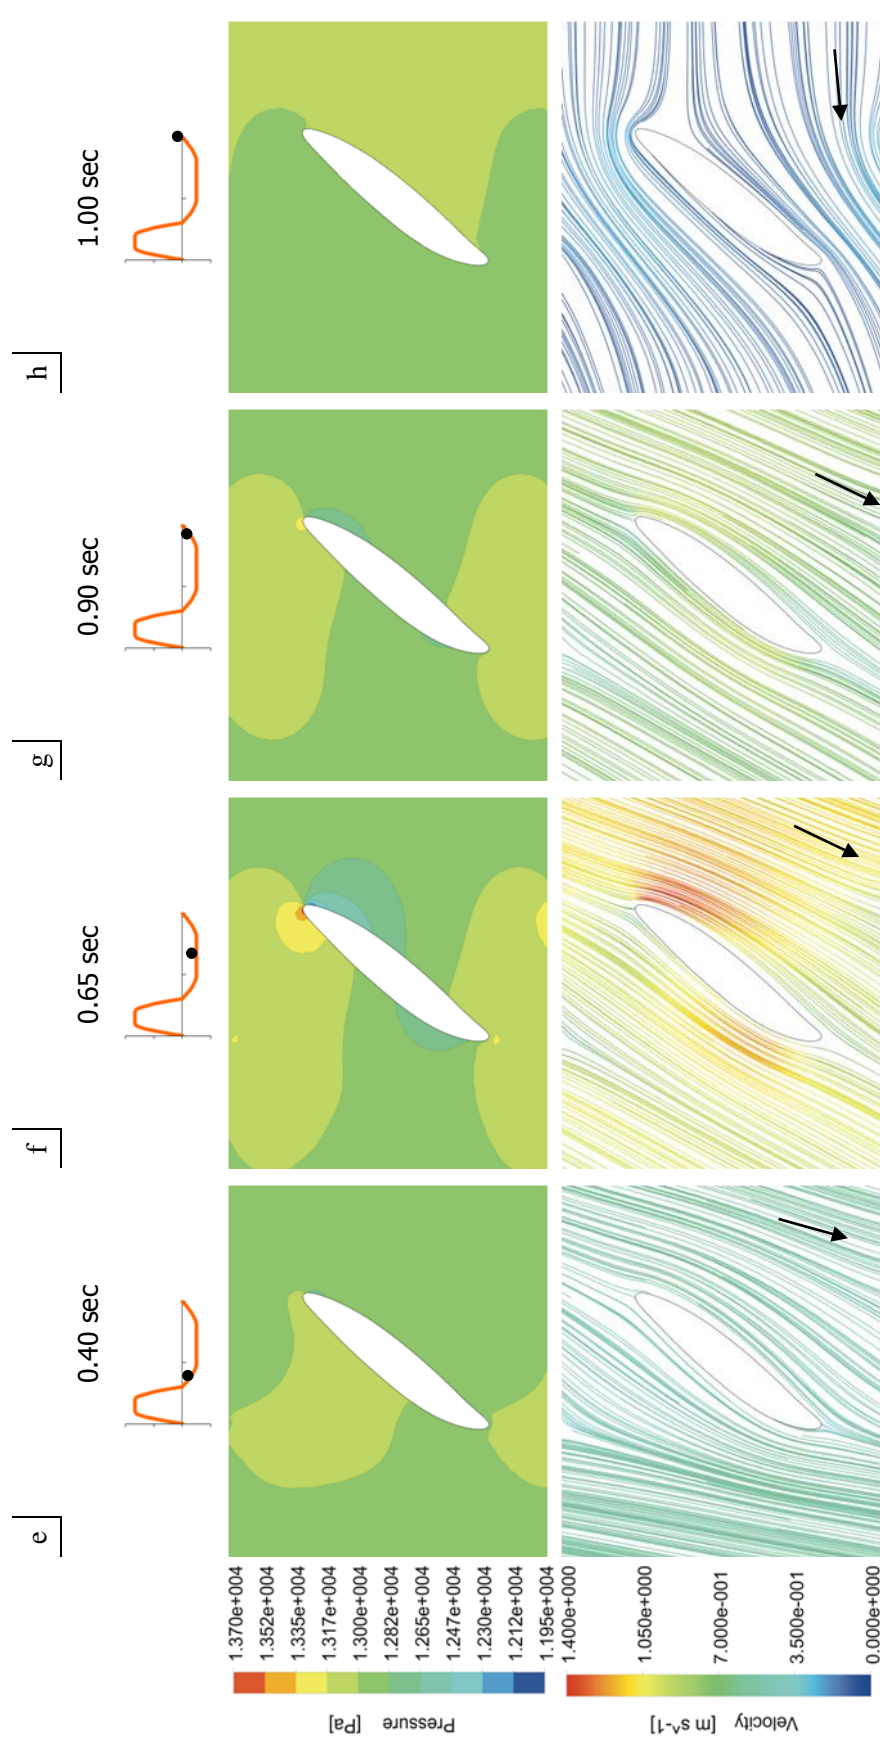 e
0.40 sec
f
0.65 sec
g
0.90 sec
h
1.00 sec
1.370e+004
1.352e+004
1.335e+004
1.317e+004
1.300e+004
1.282e+004
1.265e+004
1.247e+004
1.230e+004
1.212e+004
1.195e+004
Pressure [Pa]
1.400e+000
1.050e+000
7.000e-001
3.500e-001
0.000e+000
Velocity [m s^-1]